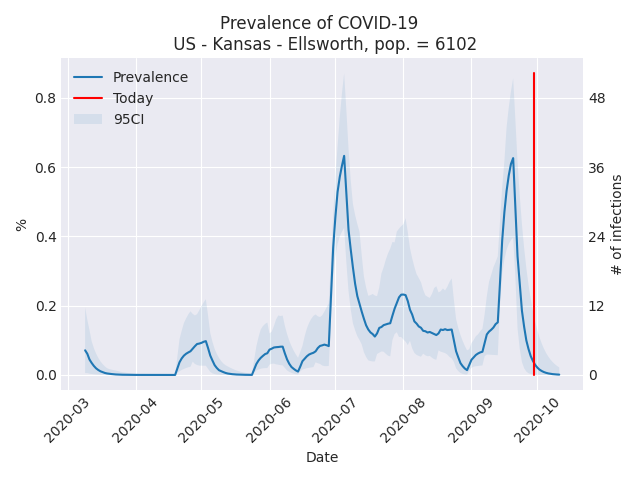 Prevalence of COVID-19
US - Kansas - Ellsworth, pop. = 6102
Prevalence
Today
95CI
0.8
0.6
0.4
0.2
0.0
%
48
36
24
12
0
# of infections
2020-03
2020-04
2020-05
2020-06
2020-07
2020-08
2020-09
2020-10
Date